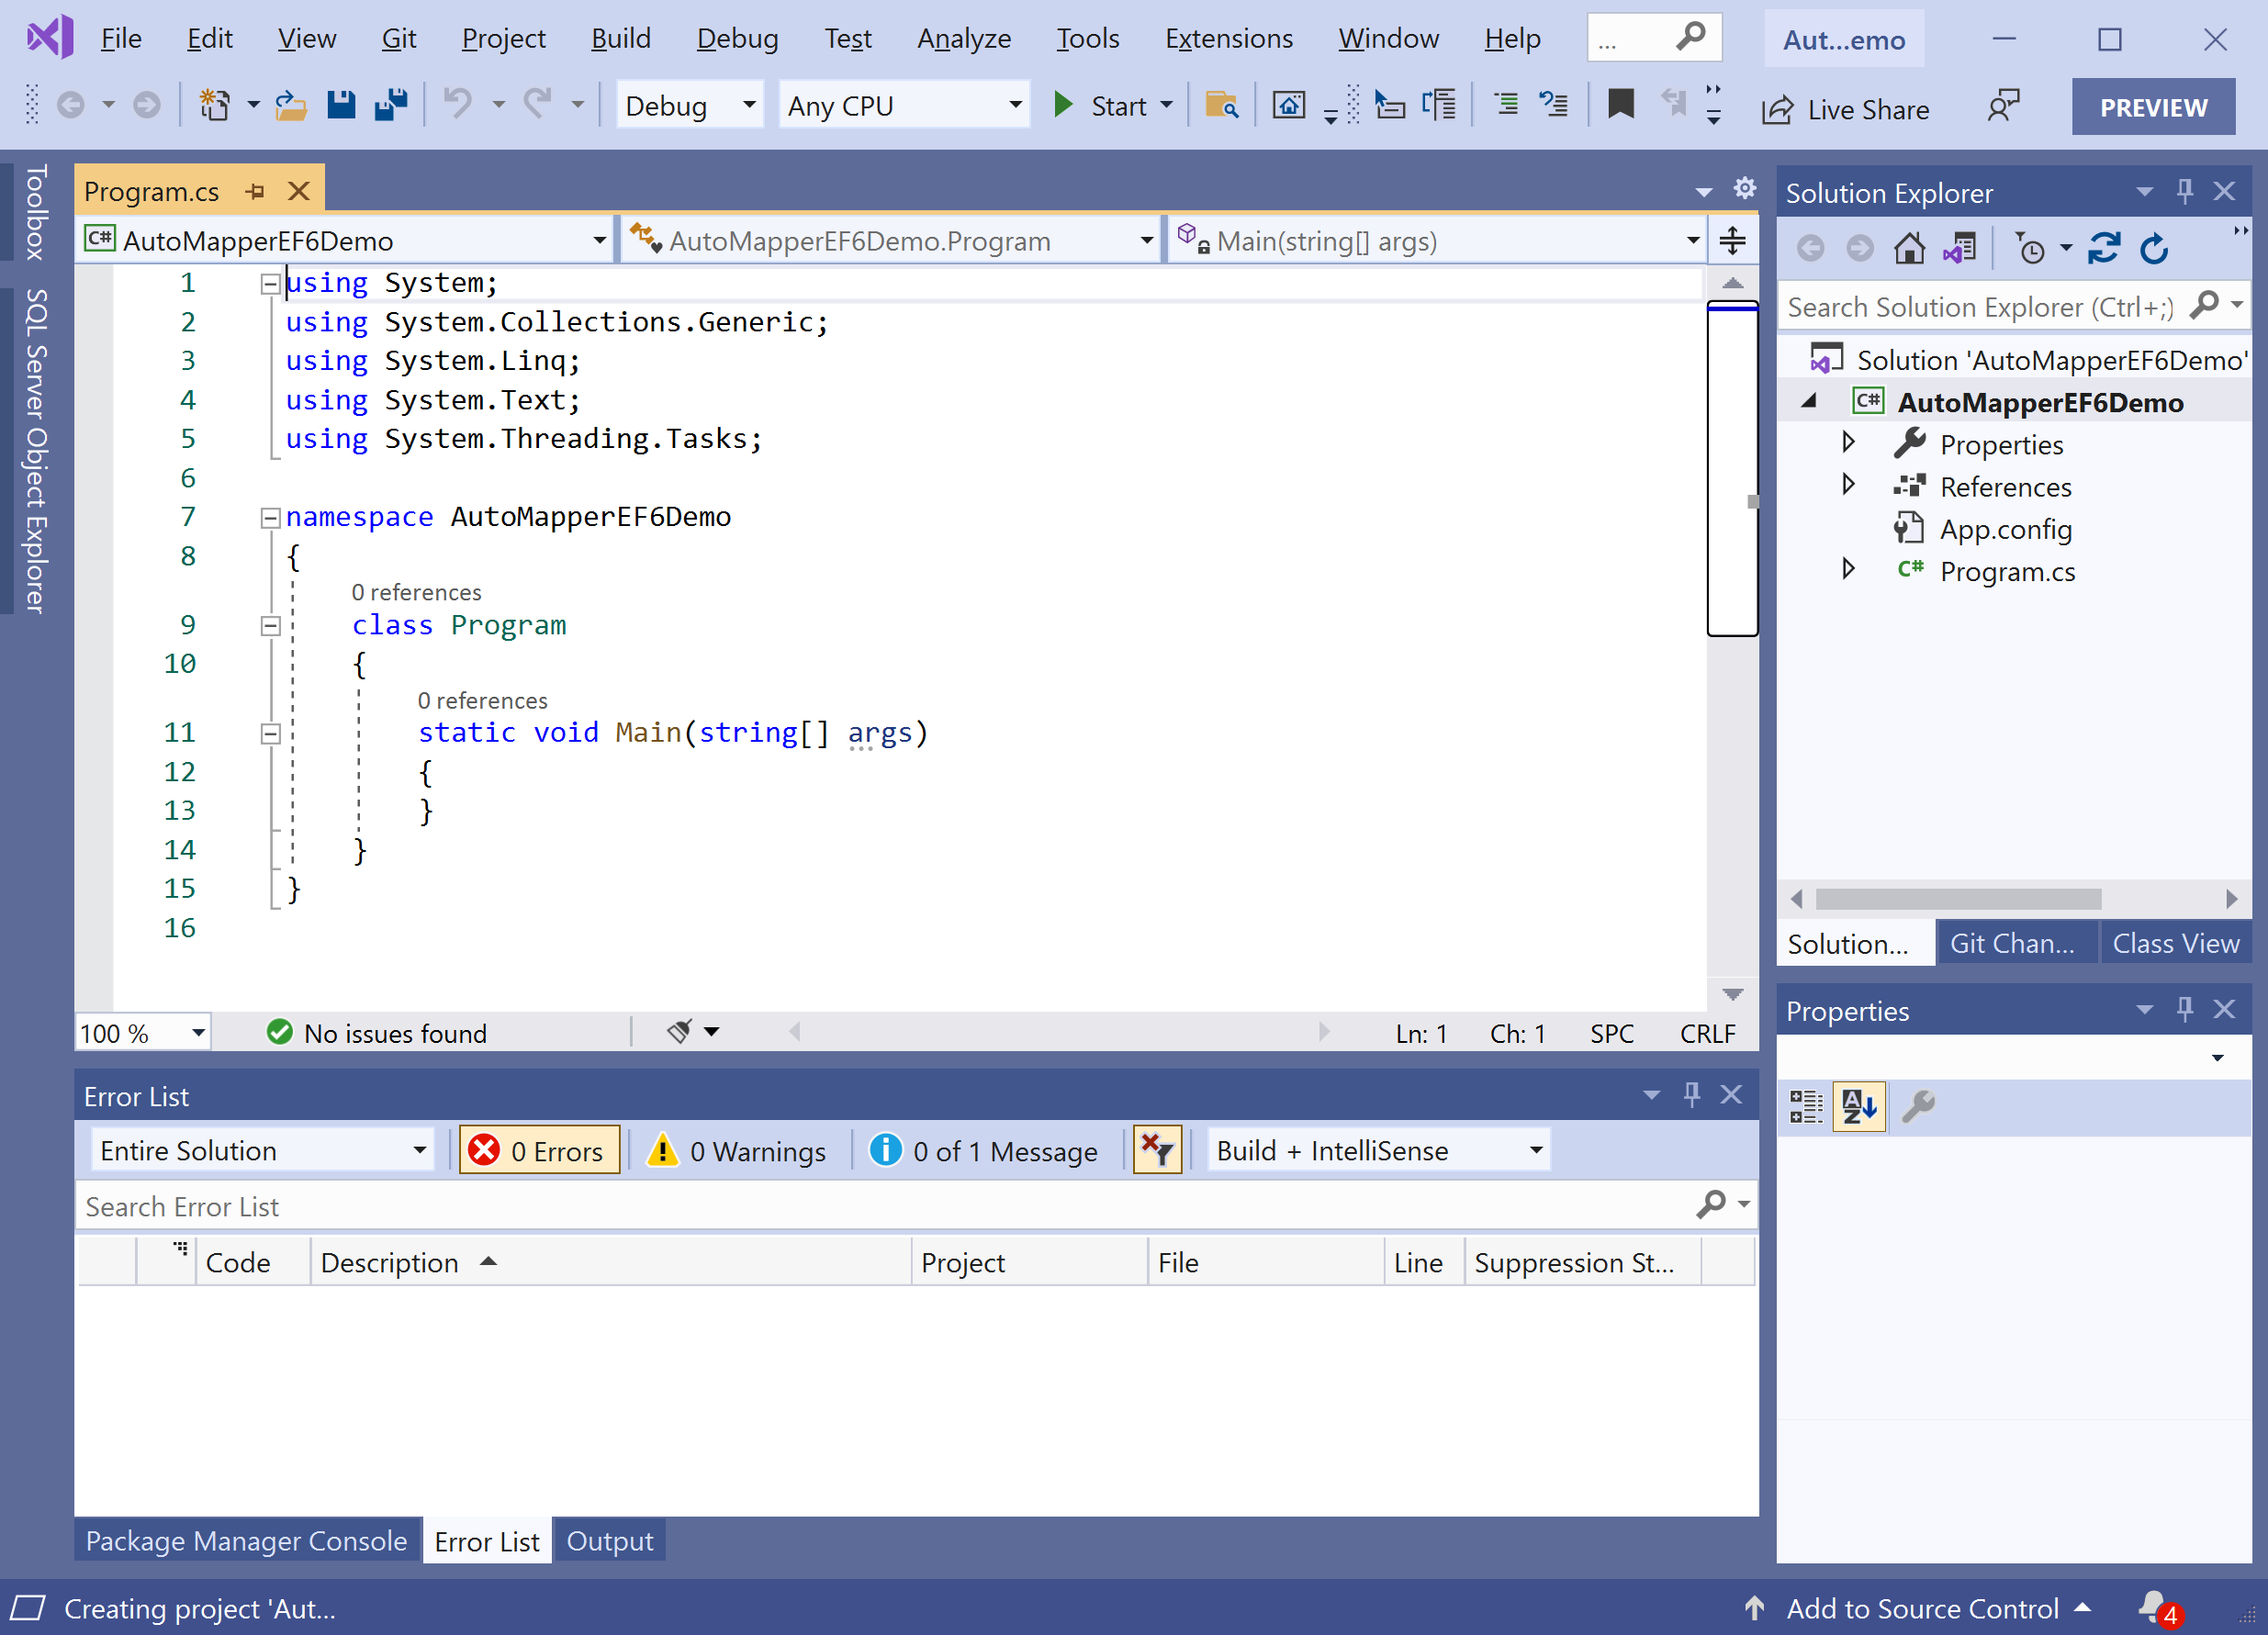 File Edit View Git Project Build Debug Test Analyze Tools Extensions Window Help ... Aut...emo
Debug Any CPU Start Live Share PREVIEW
Toolbox
SQL Server Object Explorer
Program.cs
AutoMapperEF6Demo AutoMapperEF6Demo.Program Main(string[] args)
1 using System;
2 using System.Collections.Generic;
3 using System.Linq;
4 using System.Text;
5 using System.Threading.Tasks;
6
7 namespace AutoMapperEF6Demo
8 {
0 references
9 class Program
10 {
0 references
11 static void Main(string[] args)
12 {
13 }
14 }
15 }
16
100 % No issues found Ln: 1 Ch: 1 SPC CRLF
Error List
Entire Solution 0 Errors 0 Warnings 0 of 1 Message Build + IntelliSense
Search Error List
Code Description Project File Line Suppression St...
Package Manager Console Error List Output
Solution Explorer
Search Solution Explorer (Ctrl+;)
Solution 'AutoMapperEF6Demo'
C# AutoMapperEF6Demo
Properties
References
App.config
C# Program.cs
Solution... Git Chan... Class View
Properties
Creating project 'Aut... Add to Source Control 4